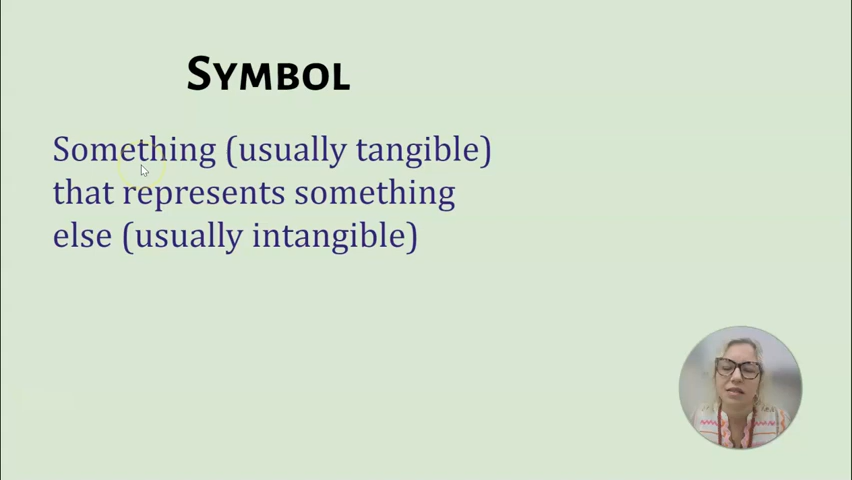 SYMBOL
Something (usually tangible)
that represents something
else (usually intangible)